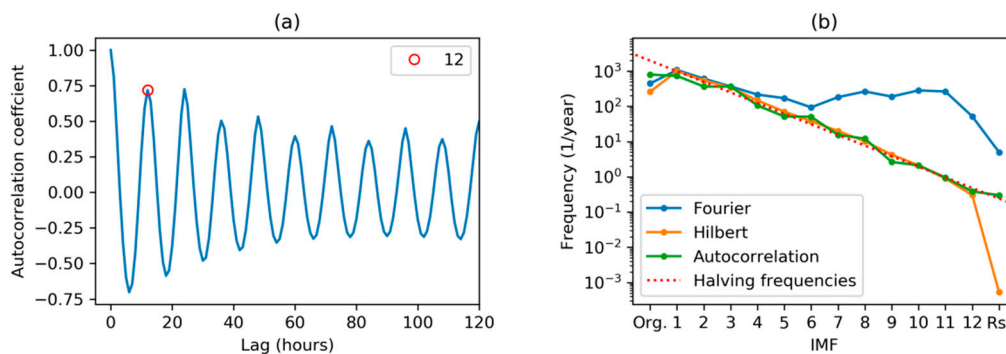 (a)
1.00
0.75
0.50
0.25
0.00
−0.25
−0.50
−0.75
Autocorrelation coeffcient
12
0 20 40 60 80 100 120
Lag (hours)
(b)
10³
10²
10¹
10⁰
10⁻¹
10⁻²
10⁻³
Frequency (1/year)
Fourier
Hilbert
Autocorrelation
Halving frequencies
Org. 1 2 3 4 5 6 7 8 9 10 11 12 Rs
IMF